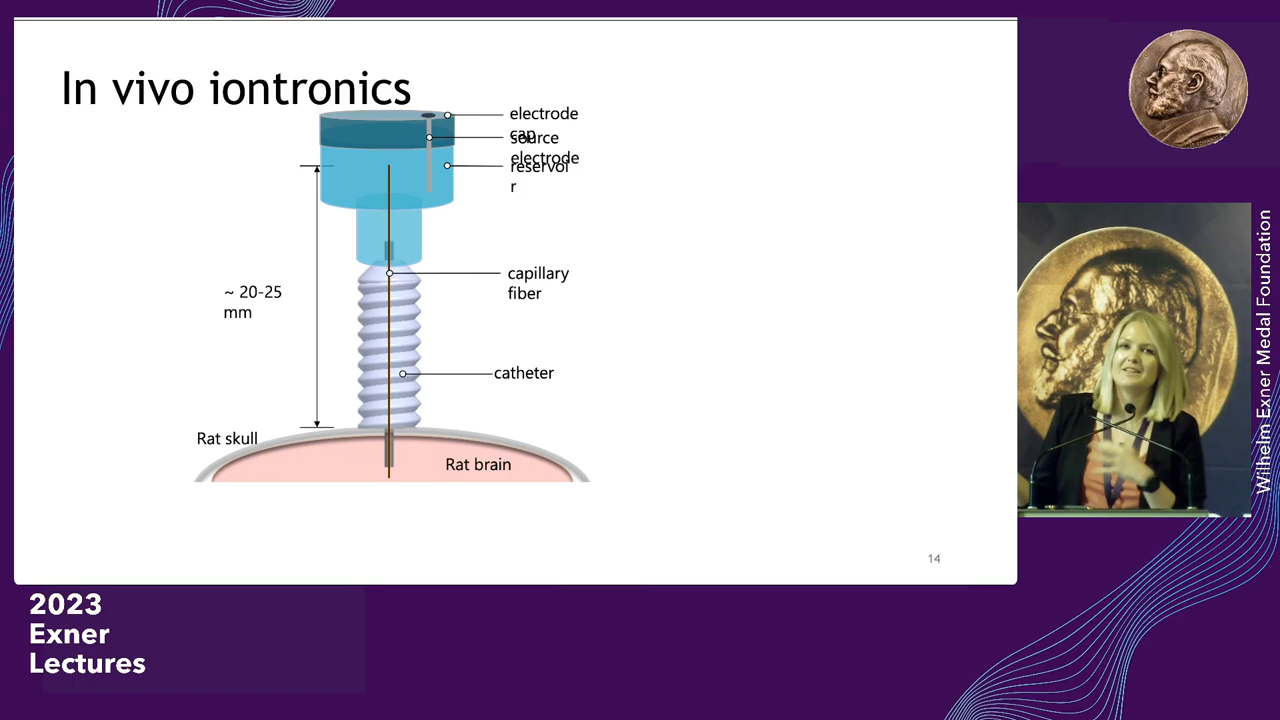 In vivo iontronics
electrode
cap
source
electrode
reservoi
r
capillary
fiber
~ 20-25
mm
catheter
Rat skull
Rat brain
14
2023
Exner
Lectures
Wilhelm Exner Medal Foundation